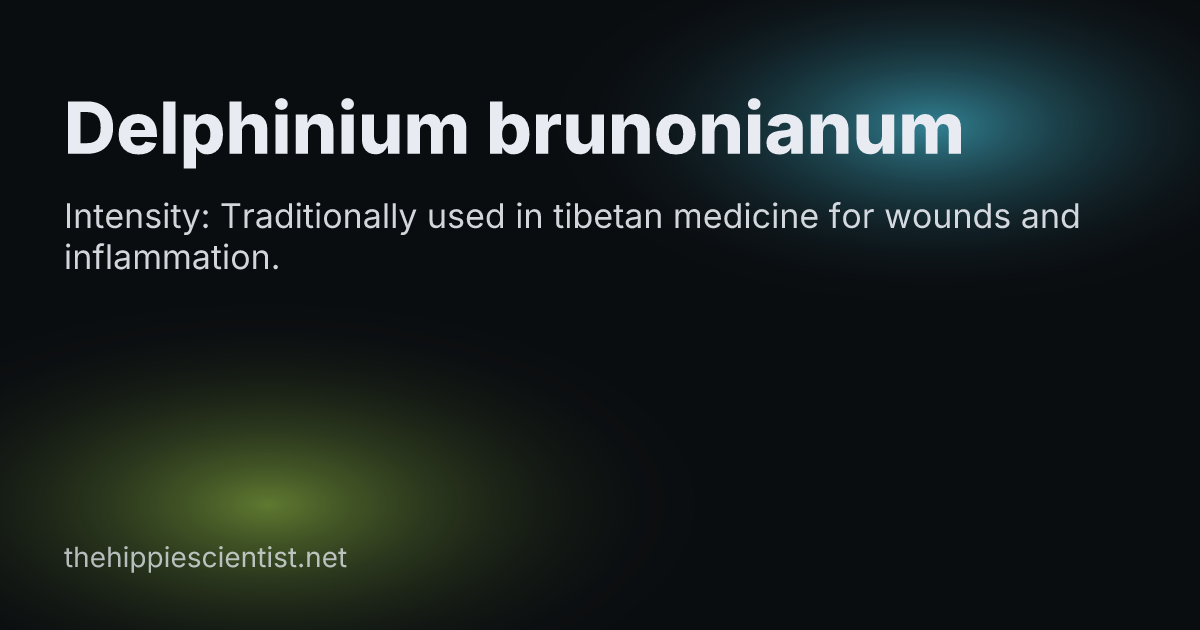 Delphinium brunonianum
Intensity: Traditionally used in tibetan medicine for wounds and
inflammation.
thehippiescientist.net